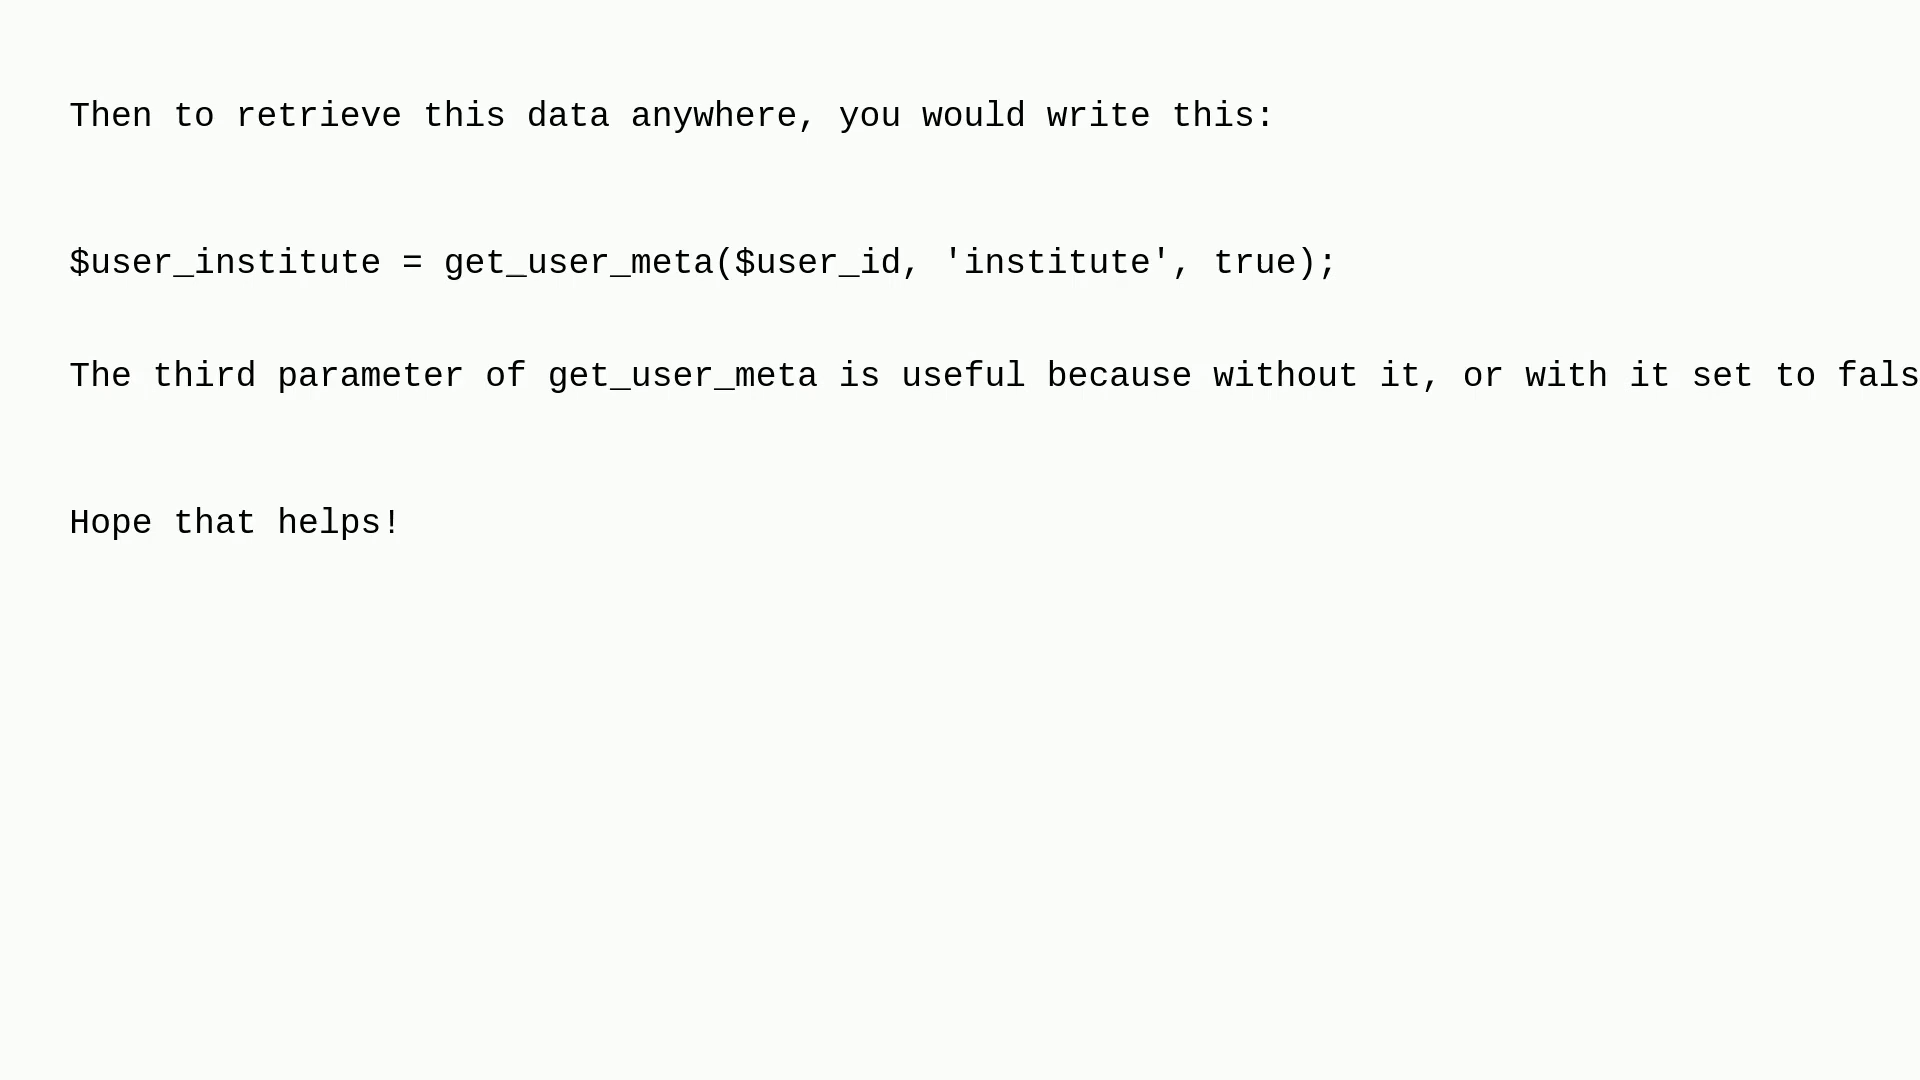 Then to retrieve this data anywhere, you would write this:
$user_institute = get_user_meta($user_id, 'institute', true);
The third parameter of get_user_meta is useful because without it, or with it set to fals
Hope that helps!